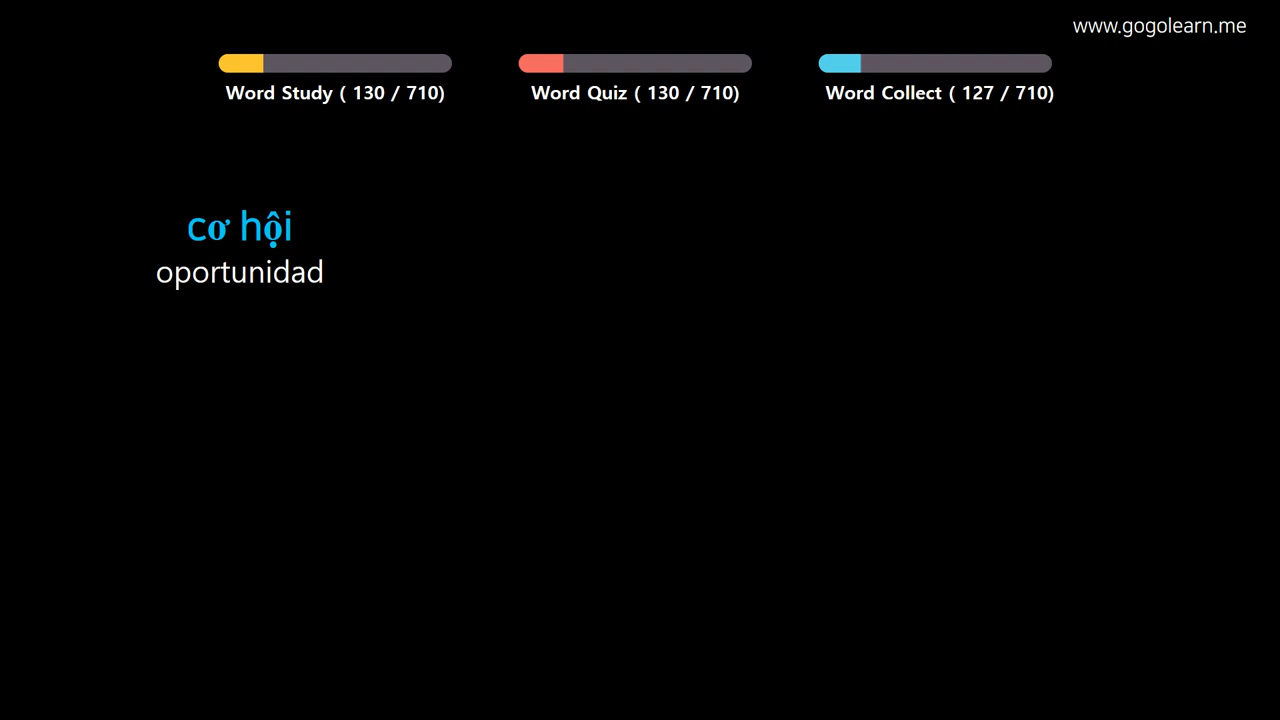 www.gogolearn.me
Word Study ( 130 / 710)
Word Quiz ( 130 / 710)
Word Collect ( 127 / 710)
cơ hội
oportunidad